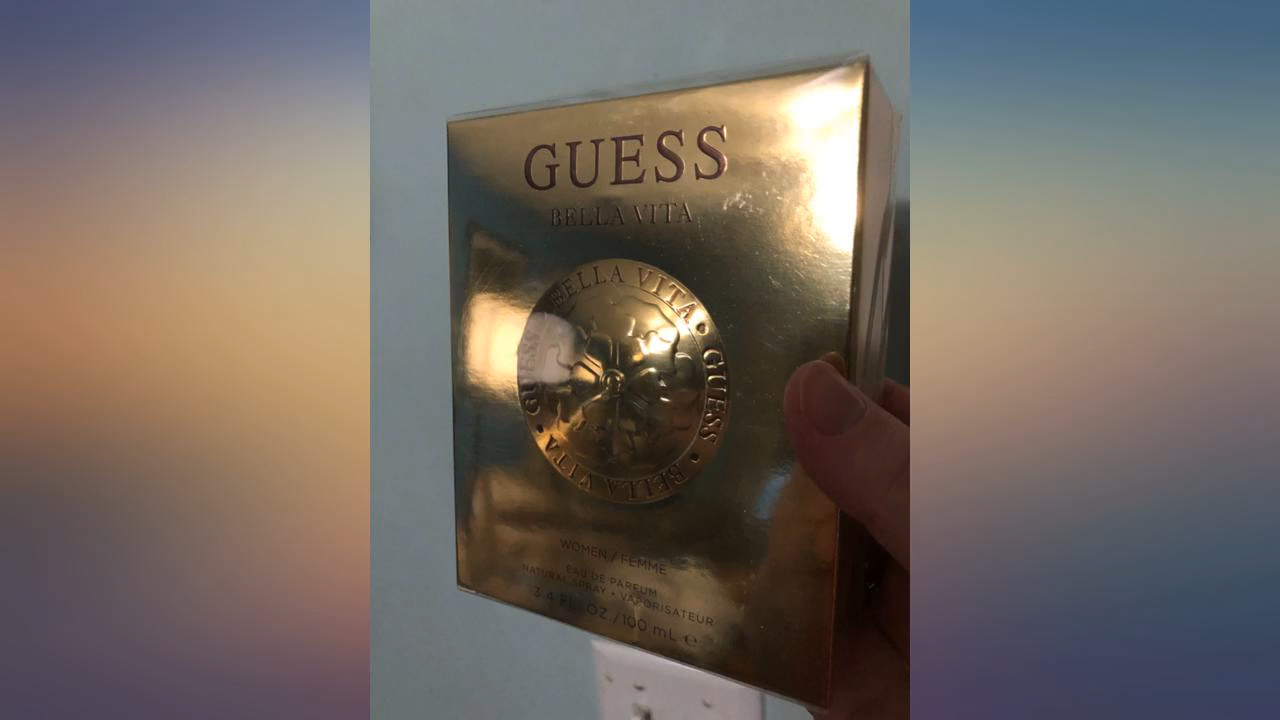 GUESS
BELLA VITA
BELLA VITA • GUESS • BELLA VITA • GUESS
WOMEN / FEMME
EAU DE PARFUM
NATURAL SPRAY • VAPORISATEUR
3.4 FL. OZ./100 mL ℮